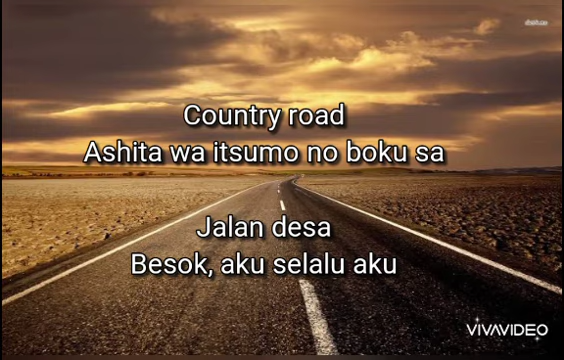 Country road
Ashita wa itsumo no boku sa
Jalan desa
Besok, aku selalu aku
VIVAVIDEO